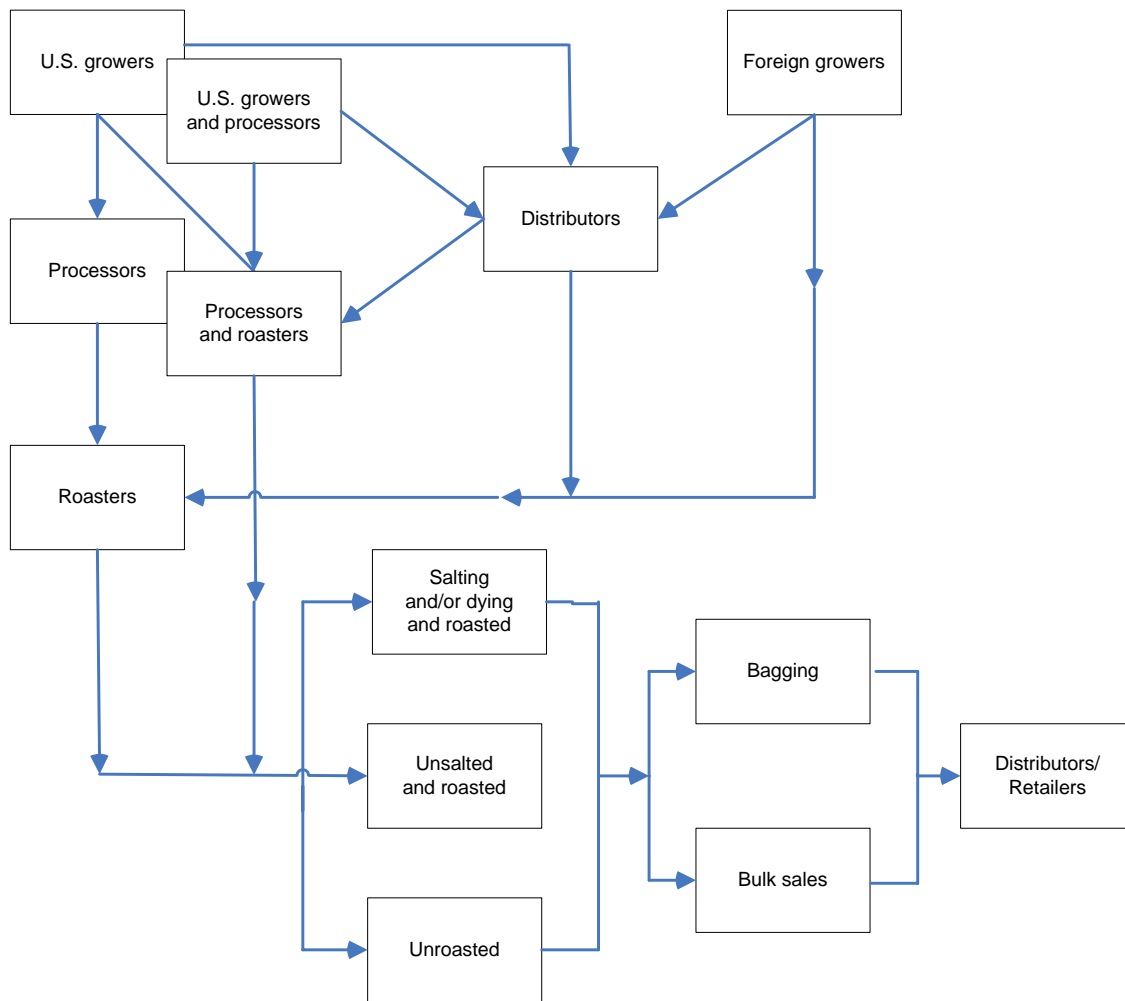 U.S. growers
Foreign growers
U.S. growers
and processors
Distributors
Processors
Processors
and roasters
Roasters
Salting
and/or dying
and roasted
Bagging
Unsalted
and roasted
Distributors/
Retailers
Bulk sales
Unroasted